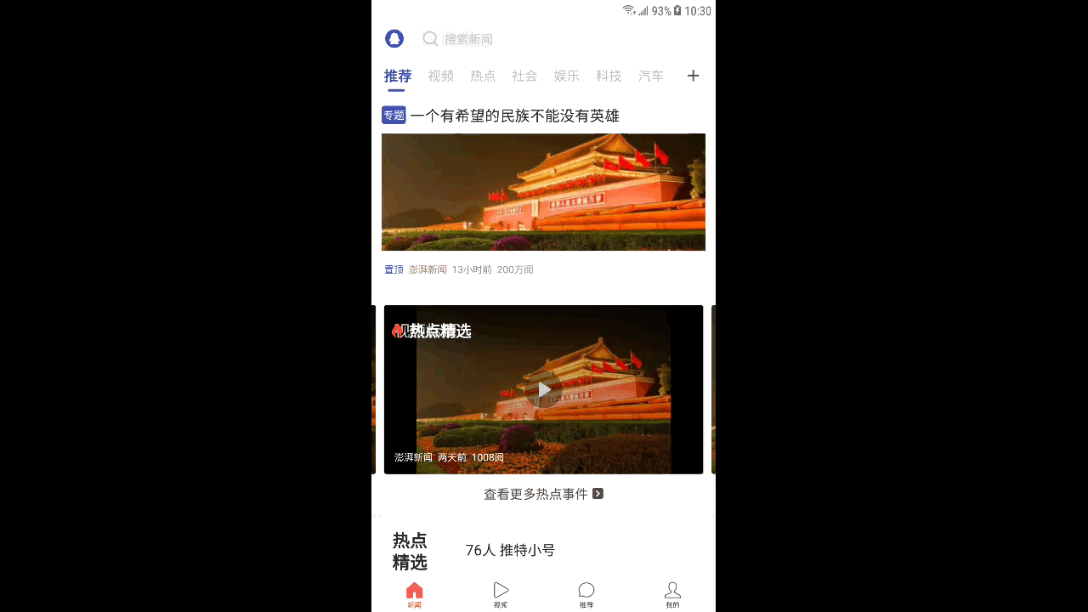 93% 10:30
搜索新闻
推荐 视频 热点 社会 娱乐 科技 汽车 +
专题 一个有希望的民族不能没有英雄
置顶 澎湃新闻 13小时前 200万阅
热点精选
澎湃新闻 两天前 1008阅
查看更多热点事件
热点
精选
76人 推特小号
新闻 视频 推荐 我的